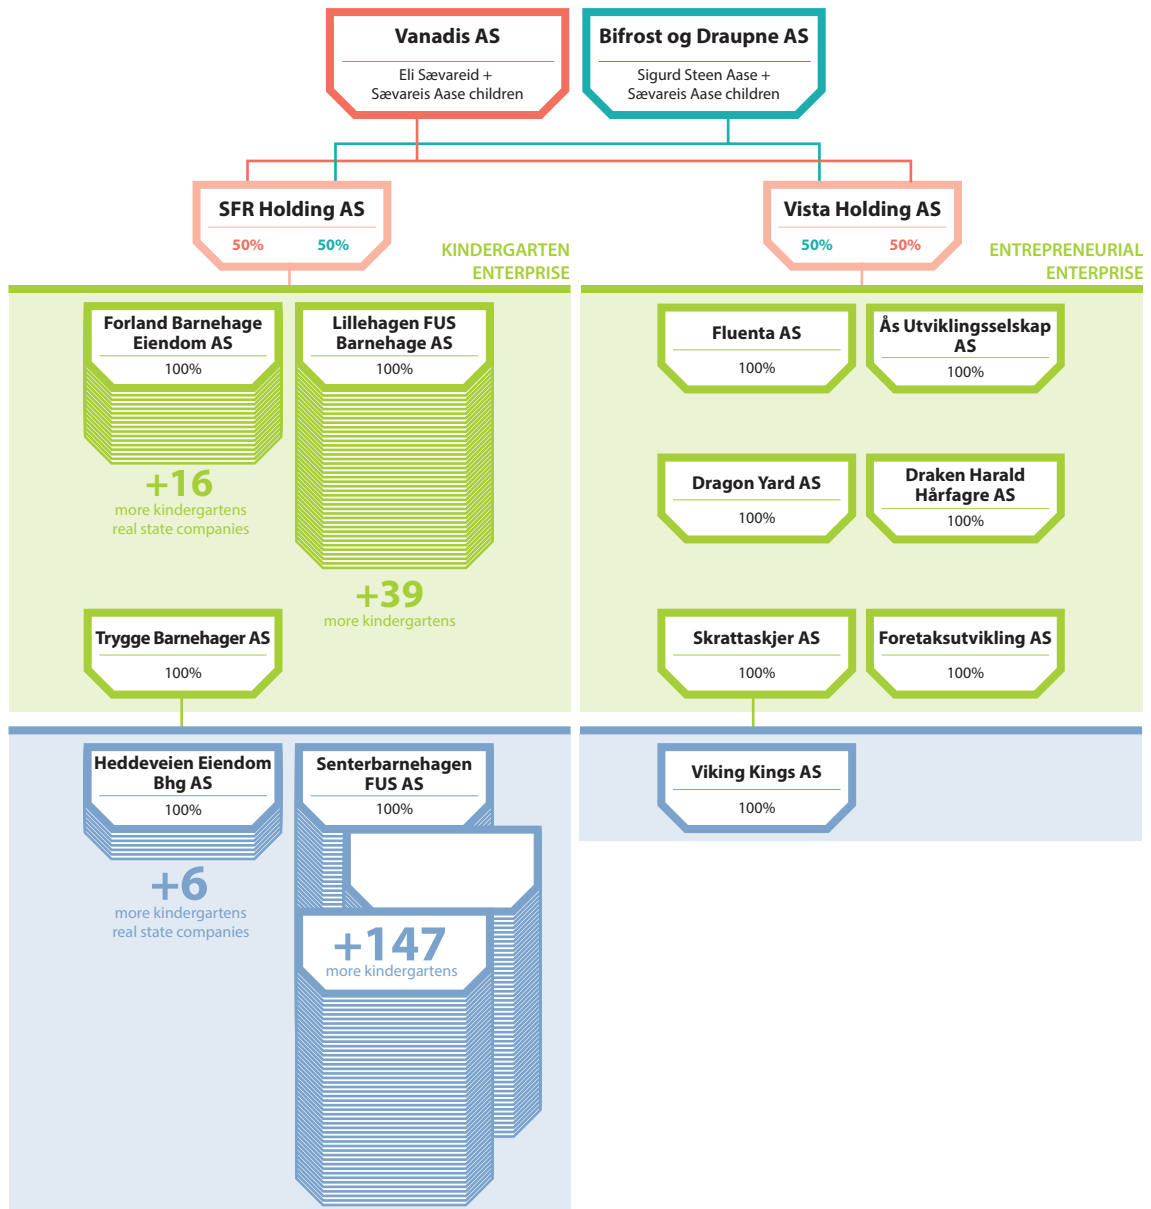 Vanadis AS
Eli Sævareid +
Sævareis Aase children
Bifrost og Draupne AS
Sigurd Steen Aase +
Sævareis Aase children
SFR Holding AS
50% 50%
Vista Holding AS
50% 50%
KINDERGARTEN
ENTERPRISE
ENTREPRENEURIAL
ENTERPRISE
Forland Barnehage
Eiendom AS
100%
+16
more kindergartens
real state companies
Lillehagen FUS
Barnehage AS
100%
+39
more kindergartens
Trygge Barnehager AS
100%
Fluenta AS
100%
Ås Utviklingsselskap
AS
100%
Dragon Yard AS
100%
Draken Harald
Hårfagre AS
100%
Skrattaskjer AS
100%
Foretaksutvikling AS
100%
Heddeveien Eiendom
Bhg AS
100%
+6
more kindergartens
real state companies
Senterbarnehagen
FUS AS
100%
+147
more kindergartens
Viking Kings AS
100%